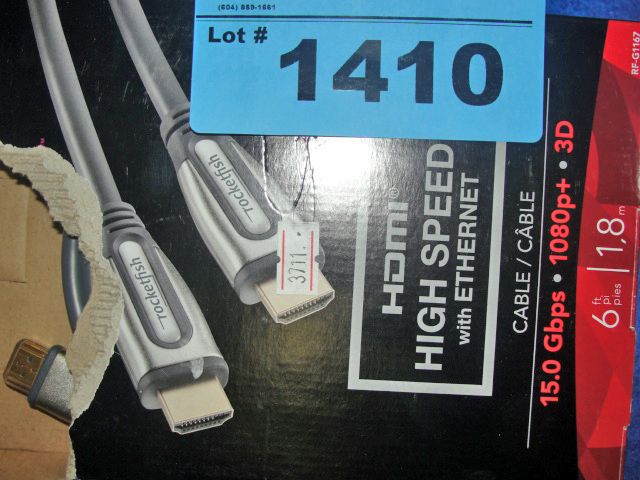 (604) 859-1661
Lot # 1410
rocketfish
rocketfish
3711.
HDMI®
HIGH SPEED
with ETHERNET
CABLE / CÂBLE
15.0 Gbps • 1080p+ • 3D
6 ft pi pies | 1,8 m
RF-G1167